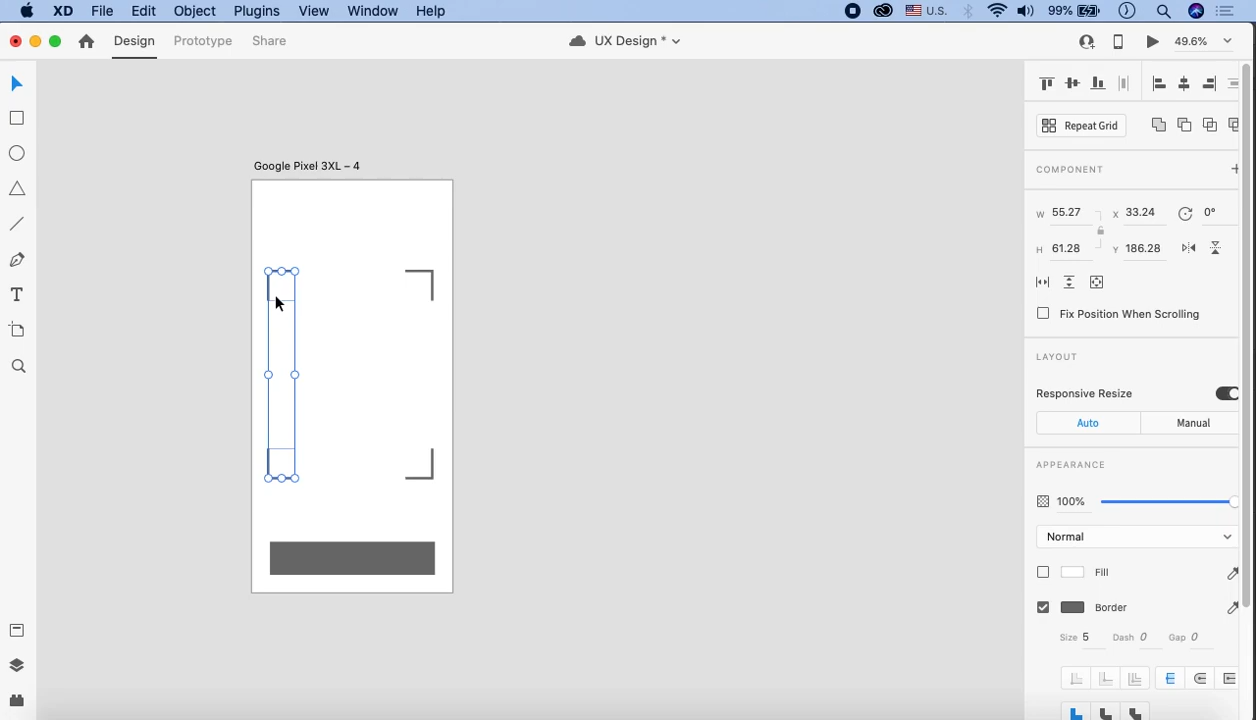 XD File Edit Object Plugins View Window Help U.S. 99%
Design Prototype Share UX Design * 49.6%
Google Pixel 3XL – 4
Repeat Grid
COMPONENT
W 55.27 X 33.24 0°
H 61.28 Y 186.28
Fix Position When Scrolling
LAYOUT
Responsive Resize
Auto Manual
APPEARANCE
100%
Normal
Fill
Border
Size 5 Dash 0 Gap 0